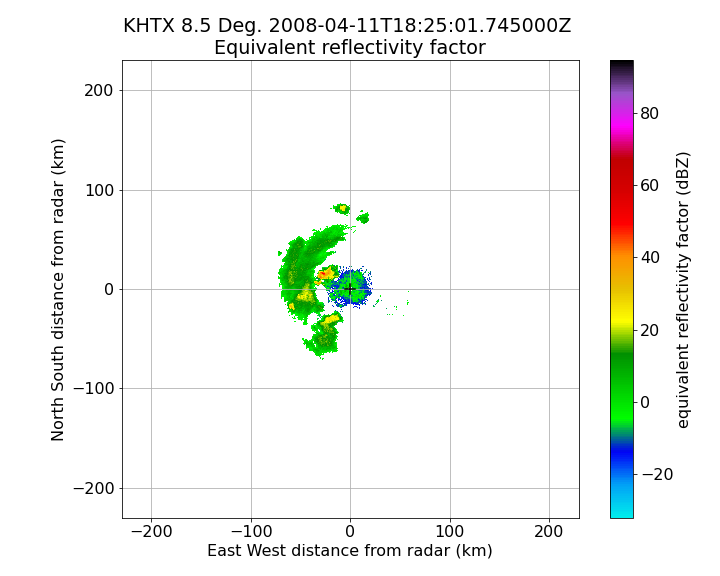 KHTX 8.5 Deg. 2008-04-11T18:25:01.745000Z
Equivalent reflectivity factor
North South distance from radar (km)
200
100
0
−100
−200
−200 −100 0 100 200
East West distance from radar (km)
80
60
40
20
0
−20
equivalent reflectivity factor (dBZ)